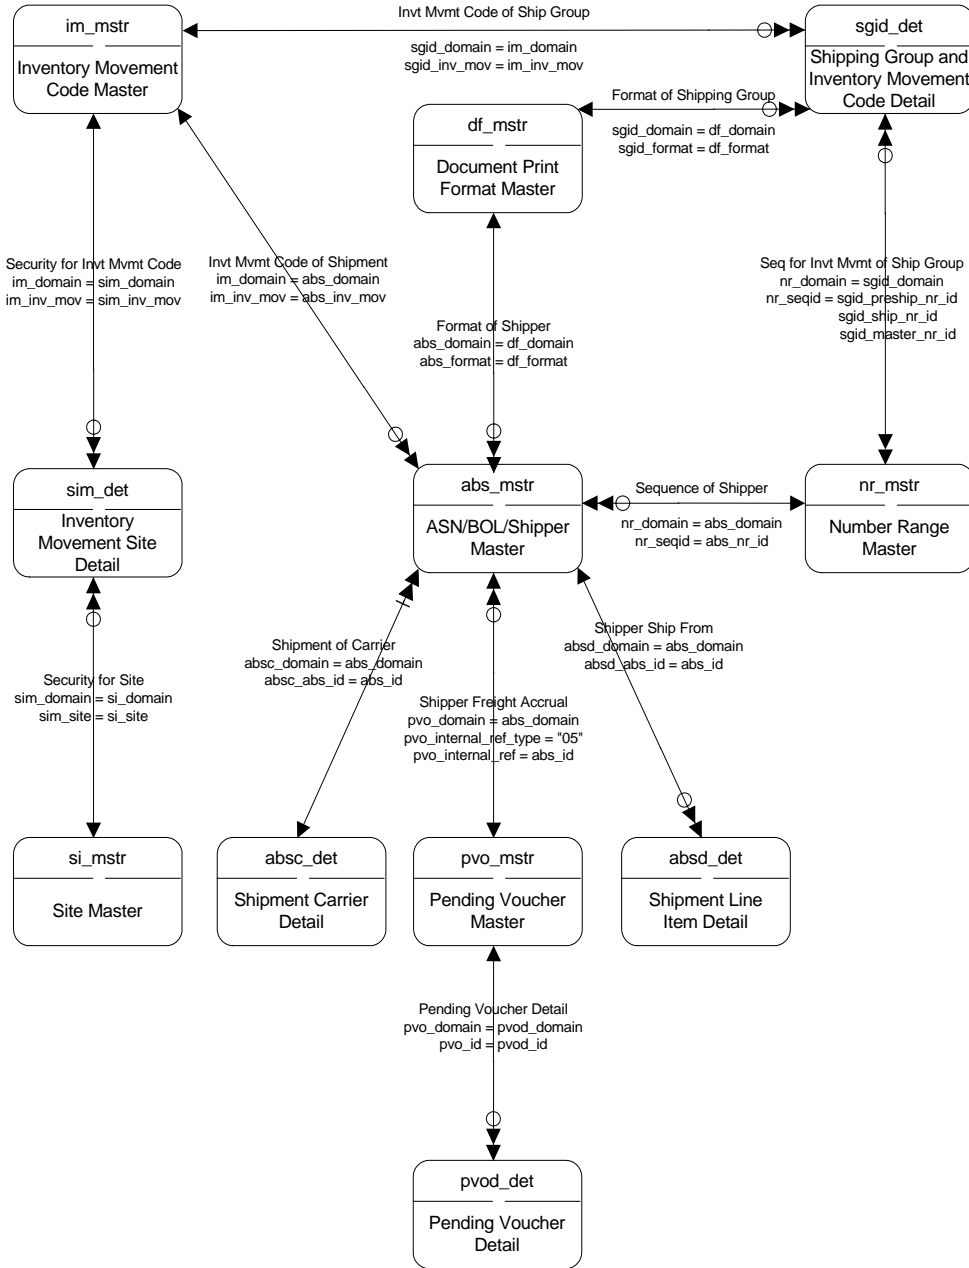 im_mstr
Inventory Movement
Code Master
Invt Mvmt Code of Ship Group
sgid_domain = im_domain
sgid_inv_mov = im_inv_mov
sgid_det
Shipping Group and
Inventory Movement
Code Detail
Format of Shipping Group
sgid_domain = df_domain
sgid_format = df_format
df_mstr
Document Print
Format Master
Security for Invt Mvmt Code
im_domain = sim_domain
im_inv_mov = sim_inv_mov
Invt Mvmt Code of Shipment
im_domain = abs_domain
im_inv_mov = abs_inv_mov
Format of Shipper
abs_domain = df_domain
abs_format = df_format
Seq for Invt Mvmt of Ship Group
nr_domain = sgid_domain
nr_seqid = sgid_preship_nr_id
sgid_ship_nr_id
sgid_master_nr_id
sim_det
Inventory
Movement Site
Detail
abs_mstr
ASN/BOL/Shipper
Master
Sequence of Shipper
nr_domain = abs_domain
nr_seqid = abs_nr_id
nr_mstr
Number Range
Master
Security for Site
sim_domain = si_domain
sim_site = si_site
Shipment of Carrier
absc_domain = abs_domain
absc_abs_id = abs_id
Shipper Freight Accrual
pvo_domain = abs_domain
pvo_internal_ref_type = "05"
pvo_internal_ref = abs_id
Shipper Ship From
absd_domain = abs_domain
absd_abs_id = abs_id
si_mstr
Site Master
absc_det
Shipment Carrier
Detail
pvo_mstr
Pending Voucher
Master
absd_det
Shipment Line
Item Detail
Pending Voucher Detail
pvo_domain = pvod_domain
pvo_id = pvod_id
pvod_det
Pending Voucher
Detail